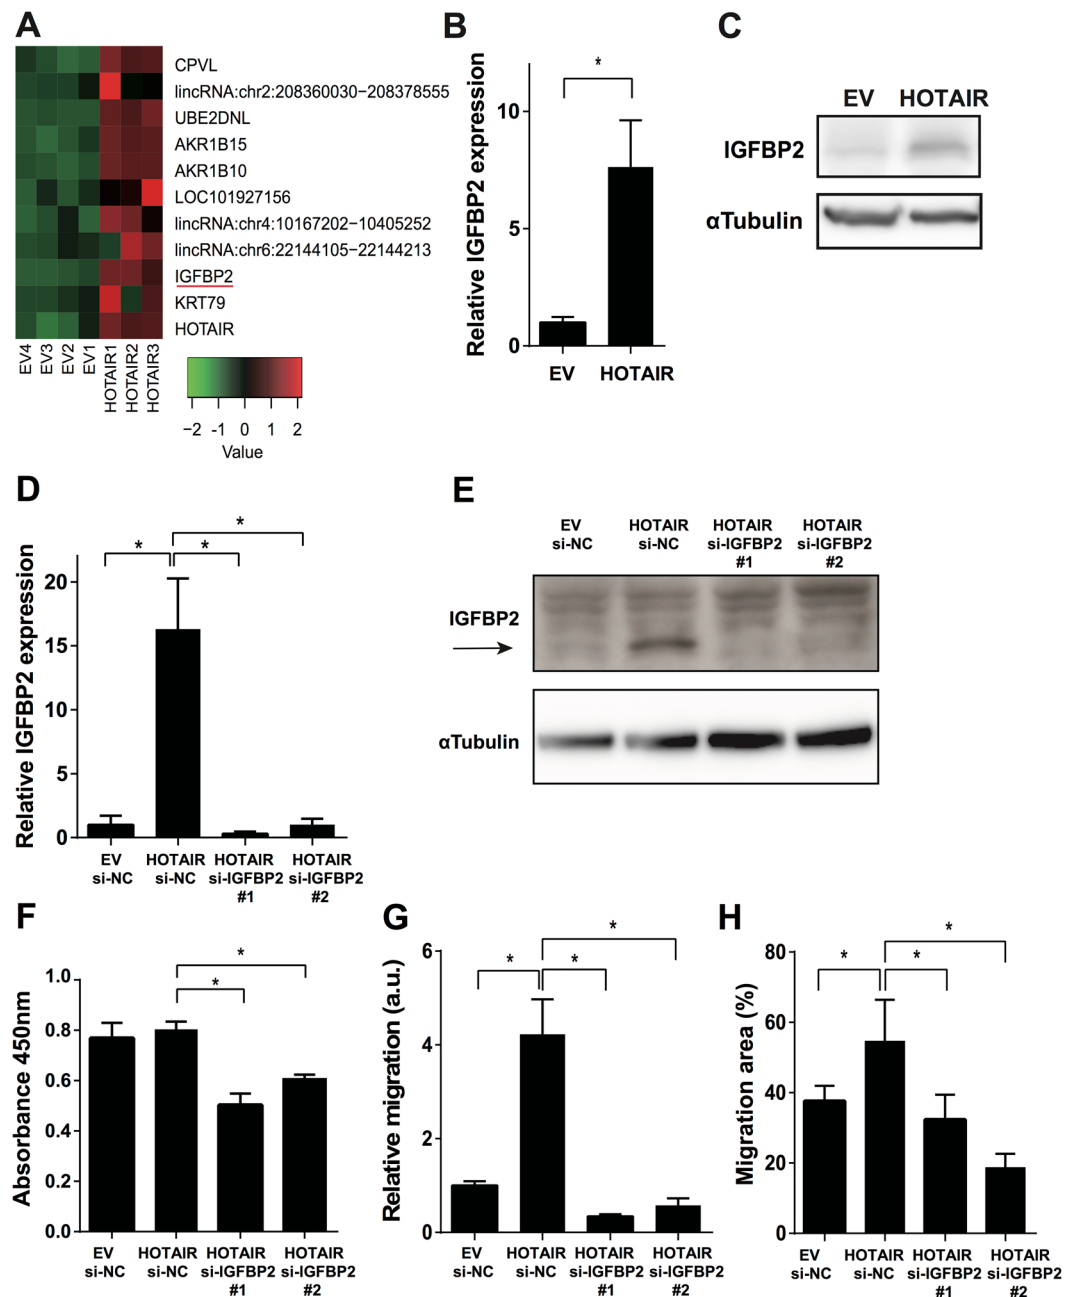 A
CPVL
lincRNA:chr2:208360030−208378555
UBE2DNL
AKR1B15
AKR1B10
LOC101927156
lincRNA:chr4:10167202−10405252
lincRNA:chr6:22144105−22144213
IGFBP2
KRT79
HOTAIR
EV4
EV3
EV2
EV1
HOTAIR1
HOTAIR2
HOTAIR3
−2 -1 0 1 2
Value
B
Relative IGFBP2 expression
10
5
0
*
EV HOTAIR
C
EV HOTAIR
IGFBP2
αTubulin
D
Relative IGFBP2 expression
20
15
10
5
0
* * *
EV HOTAIR HOTAIR HOTAIR
si-NC si-NC si-IGFBP2 si-IGFBP2
#1 #2
E
EV HOTAIR HOTAIR HOTAIR
si-NC si-NC si-IGFBP2 si-IGFBP2
#1 #2
IGFBP2
αTubulin
F
Absorbance 450nm
1.0
0.8
0.6
0.4
0.2
0.0
* *
EV HOTAIR HOTAIR HOTAIR
si-NC si-NC si-IGFBP2 si-IGFBP2
#1 #2
G
Relative migration (a.u.)
6
4
2
0
* * *
EV HOTAIR HOTAIR HOTAIR
si-NC si-NC si-IGFBP2 si-IGFBP2
#1 #2
H
Migration area (%)
80
60
40
20
0
* * *
EV HOTAIR HOTAIR HOTAIR
si-NC si-NC si-IGFBP2 si-IGFBP2
#1 #2